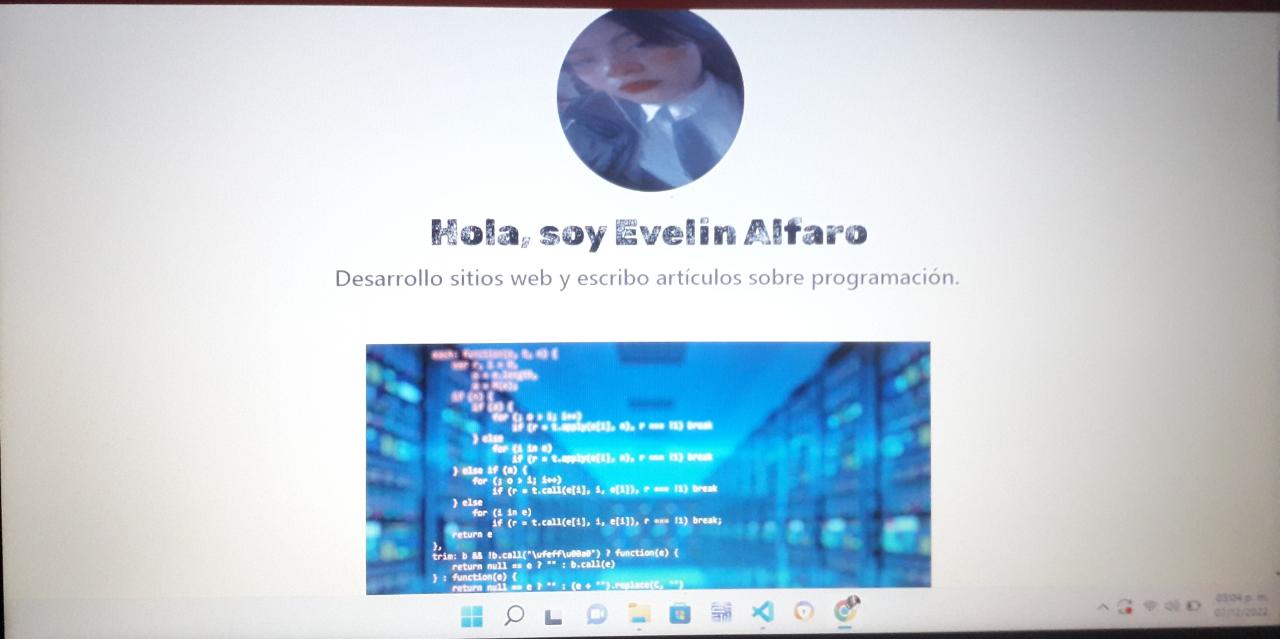 Hola, soy Evelin Alfaro
Desarrollo sitios web y escribo artículos sobre programación.
each: function(e, t, n) {
var r, i = 0,
o = e.length,
a = M(e);
if (n) {
if (a) {
for (; o > i; i++)
if (r = t.apply(e[i], n), r === !1) break
} else
for (i in e)
if (r = t.apply(e[i], n), r === !1) break
} else if (a) {
for (; o > i; i++)
if (r = t.call(e[i], i, e[i]), r === !1) break
} else
for (i in e)
if (r = t.call(e[i], i, e[i]), r === !1) break;
return e
},
trim: b && !b.call("\ufeff\u00a0") ? function(e) {
return null == e ? "" : b.call(e)
} : function(e) {
return null == e ? "" : (e + "").replace(C, "")
03:04 p. m.